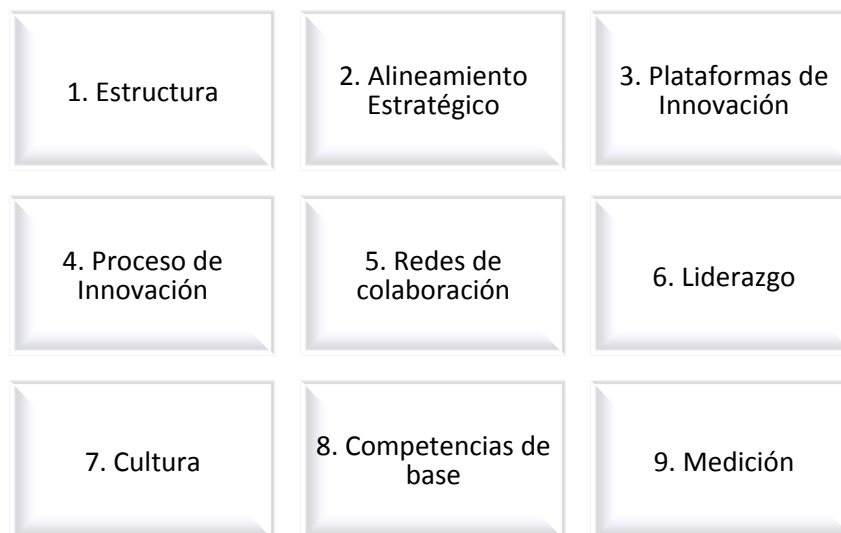 1. Estructura
2. Alineamiento
Estratégico
3. Plataformas de
Innovación
4. Proceso de
Innovación
5. Redes de
colaboración
6. Liderazgo
7. Cultura
8. Competencias de
base
9. Medición